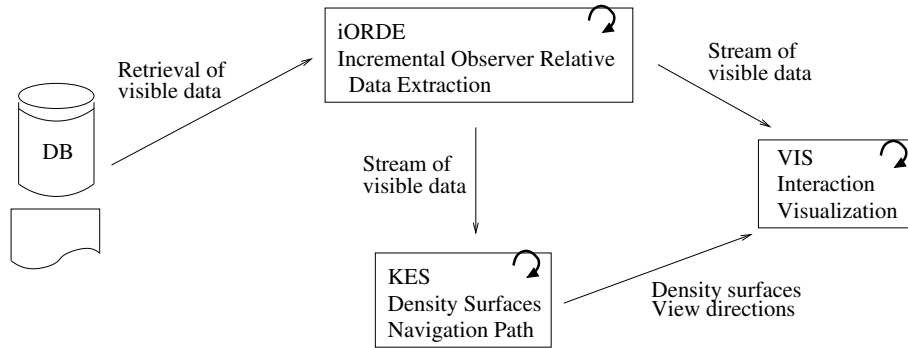 iORDE
Incremental Observer Relative
Data Extraction
Retrieval of
visible data
Stream of
visible data
DB
Stream of
visible data
VIS
Interaction
Visualization
KES
Density Surfaces
Navigation Path
Density surfaces
View directions